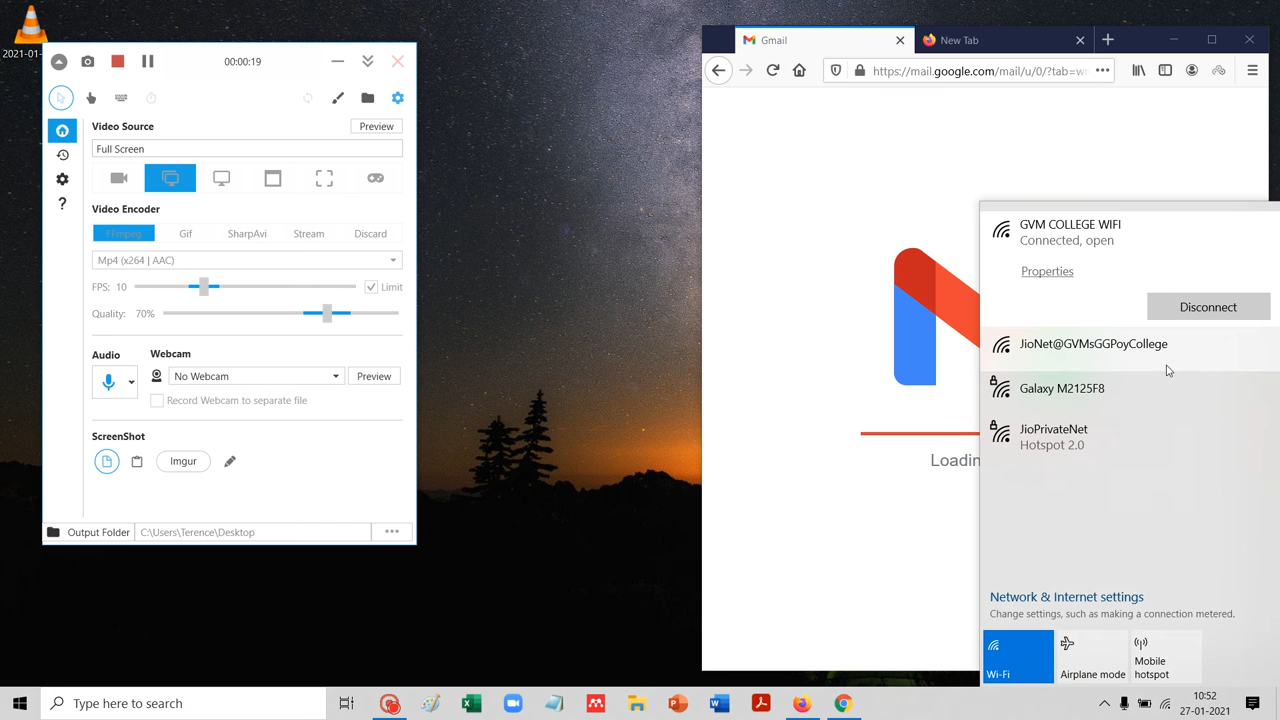 2021-01-
00:00:19
Video Source
Preview
Full Screen
Video Encoder
FFmpeg Gif SharpAvi Stream Discard
Mp4 (x264 | AAC)
FPS: 10 Limit
Quality: 70%
Audio
Webcam
No Webcam Preview
Record Webcam to separate file
ScreenShot
Imgur
Output Folder C:\Users\Terence\Desktop ...
Gmail New Tab
https://mail.google.com/mail/u/0/?tab=w
Loadin
GVM COLLEGE WIFI
Connected, open
Properties
Disconnect
JioNet@GVMsGGPoyCollege
Galaxy M2125F8
JioPrivateNet
Hotspot 2.0
Network & Internet settings
Change settings, such as making a connection metered.
Wi-Fi
Airplane mode
Mobile
hotspot
Type here to search
10:52
27-01-2021